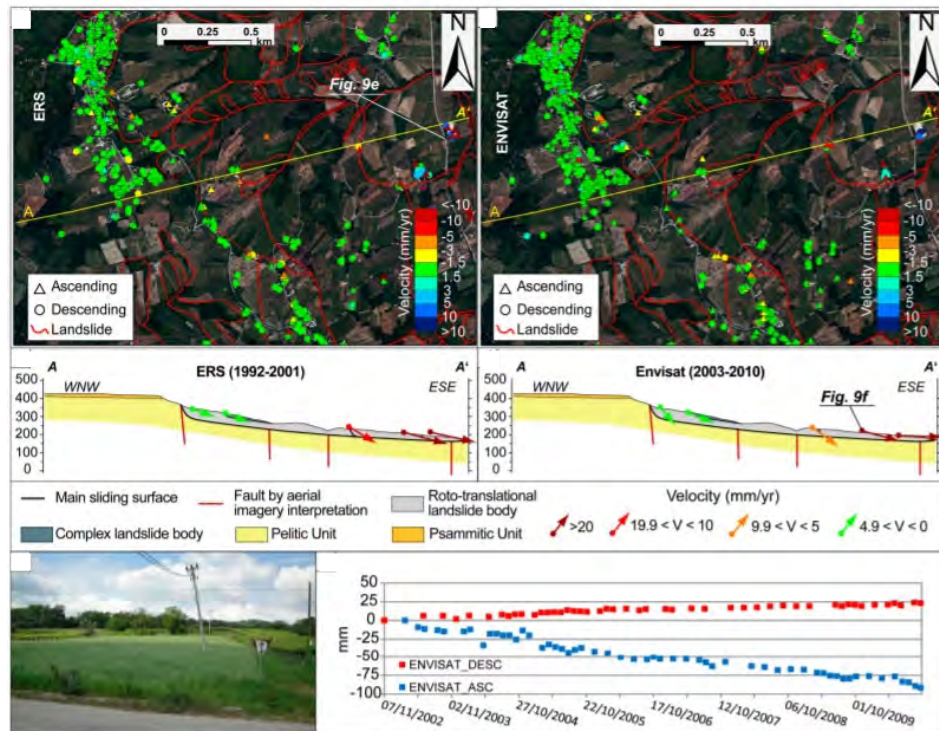 N
0 0.25 0.5
km
ERS
Fig. 9e
A'
A
<-10
-10
-5
-3
-1.5
1.5
3
5
10
>10
Velocity (mm/yr)
△ Ascending
○ Descending
Landslide
N
0 0.25 0.5
km
ENVISAT
A'
A
<-10
-10
-5
-3
-1.5
1.5
3
5
10
>10
Velocity (mm/yr)
△ Ascending
○ Descending
Landslide
A ERS (1992-2001) A'
WNW ESE
500
400
300
200
100
0
A Envisat (2003-2010) A'
WNW ESE
Fig. 9f
500
400
300
200
100
0
Main sliding surface
Fault by aerial
imagery interpretation
Roto-translational
landslide body
Complex landslide body
Pelitic Unit
Psammitic Unit
Velocity (mm/yr)
>20 19.9 < V < 10 9.9 < V < 5 4.9 < V < 0
50
25
0
-25
-50
-75
-100
mm
ENVISAT_DESC
ENVISAT_ASC
07/11/2002 02/11/2003 27/10/2004 22/10/2005 17/10/2006 12/10/2007 06/10/2008 01/10/2009